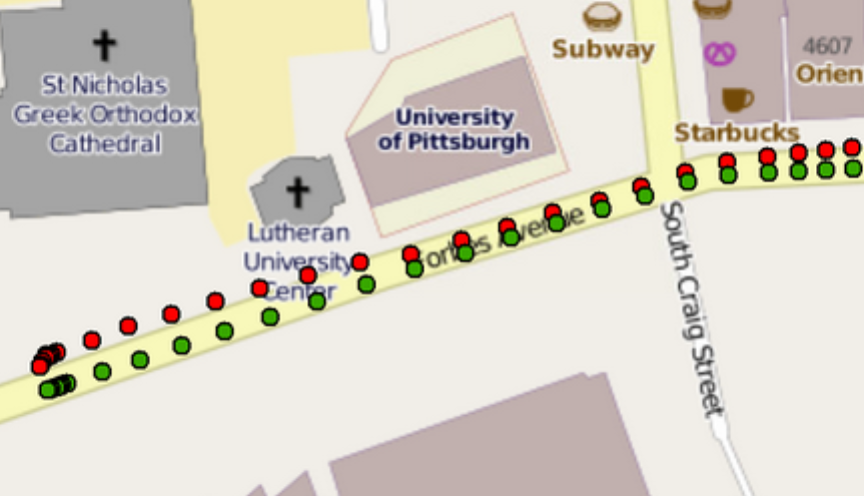 Subway
4607
Orien
St Nicholas
Greek Orthodox
Cathedral
University
of Pittsburgh
Starbucks
Lutheran
University
Center
Forbes Avenue
South Craig Street